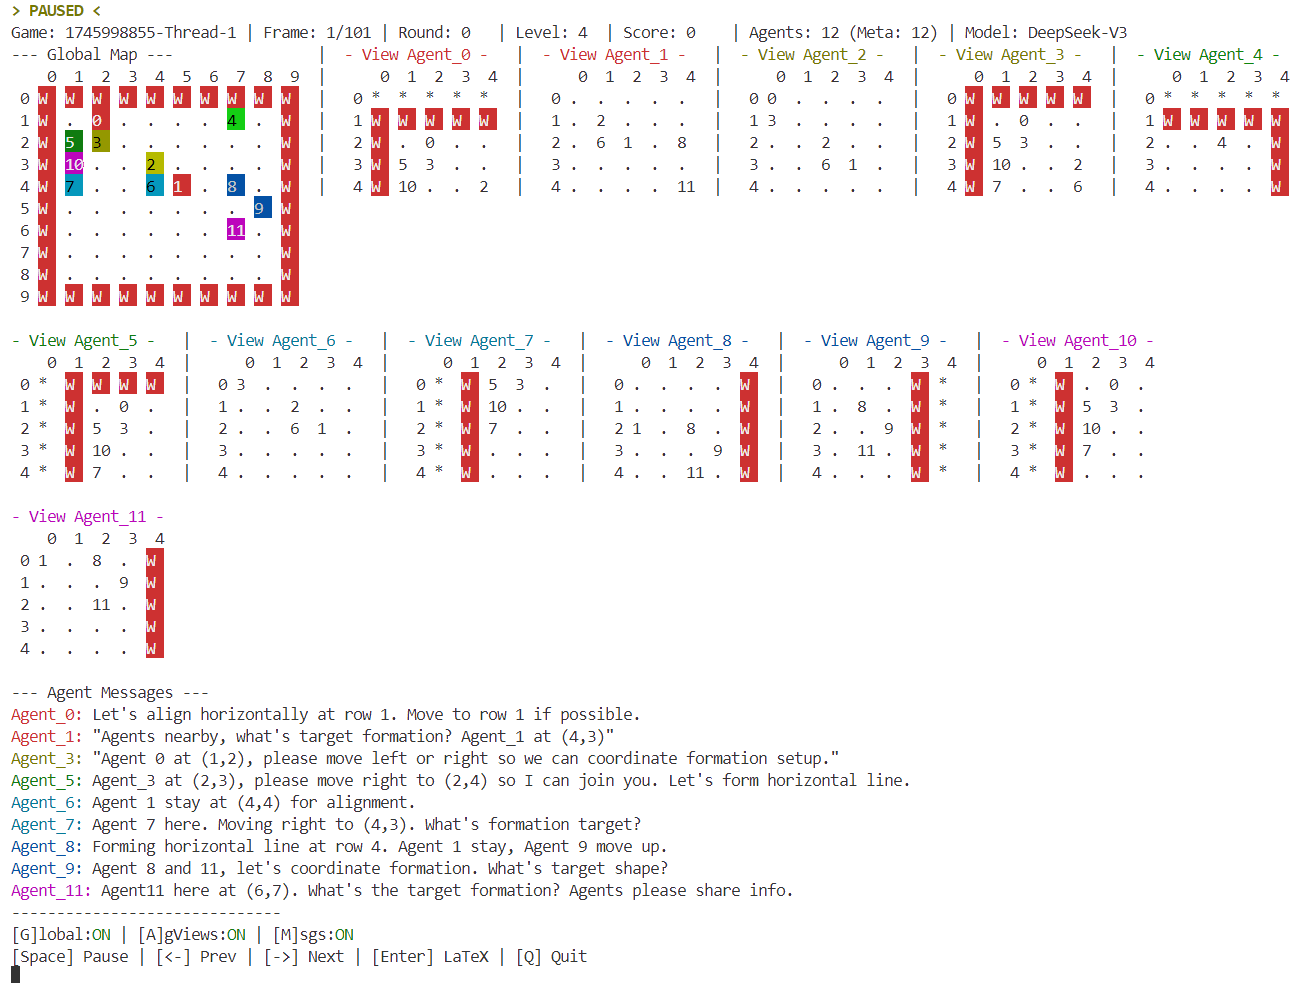 > PAUSED <
Game: 1745998855-Thread-1 | Frame: 1/101 | Round: 0 | Level: 4 | Score: 0 | Agents: 12 (Meta: 12) | Model: DeepSeek-V3
--- Global Map --- | - View Agent_0 - | - View Agent_1 - | - View Agent_2 - | - View Agent_3 - | - View Agent_4 -
0 1 2 3 4 5 6 7 8 9 | 0 1 2 3 4 | 0 1 2 3 4 | 0 1 2 3 4 | 0 1 2 3 4 | 0 1 2 3 4
0 W W W W W W W W W W | 0 * * * * * | 0 . . . . . | 0 0 . . . . | 0 W W W W W | 0 * * * * *
1 W . 0 . . . . 4 . W | 1 W W W W W | 1 . 2 . . . | 1 3 . . . . | 1 W . 0 . . | 1 W W W W W
2 W 5 3 . . . . . . W | 2 W . 0 . . | 2 . 6 1 . 8 | 2 . . 2 . . | 2 W 5 3 . . | 2 . . 4 . W
3 W 10 . . 2 . . . . W | 3 W 5 3 . . | 3 . . . . . | 3 . . 6 1 . | 3 W 10 . . 2 | 3 . . . . W
4 W 7 . . 6 1 . 8 . W | 4 W 10 . . 2 | 4 . . . . 11 | 4 . . . . . | 4 W 7 . . 6 | 4 . . . . W
5 W . . . . . . . 9 W
6 W . . . . . . 11 . W
7 W . . . . . . . . W
8 W . . . . . . . . W
9 W W W W W W W W W W
- View Agent_5 - | - View Agent_6 - | - View Agent_7 - | - View Agent_8 - | - View Agent_9 - | - View Agent_10 -
0 1 2 3 4 | 0 1 2 3 4 | 0 1 2 3 4 | 0 1 2 3 4 | 0 1 2 3 4 | 0 1 2 3 4
0 * W W W W | 0 3 . . . . | 0 * W 5 3 . | 0 . . . . W | 0 . . . W * | 0 * W . 0 .
1 * W . 0 . | 1 . . 2 . . | 1 * W 10 . . | 1 . . . . W | 1 . 8 . W * | 1 * W 5 3 .
2 * W 5 3 . | 2 . . 6 1 . | 2 * W 7 . . | 2 1 . 8 . W | 2 . . 9 W * | 2 * W 10 . .
3 * W 10 . . | 3 . . . . . | 3 * W . . . | 3 . . . 9 W | 3 . 11 . W * | 3 * W 7 . .
4 * W 7 . . | 4 . . . . . | 4 * W . . . | 4 . . 11 . W | 4 . . . W * | 4 * W . . .
- View Agent_11 -
0 1 2 3 4
0 1 . 8 . W
1 . . . 9 W
2 . . 11 . W
3 . . . . W
4 . . . . W
--- Agent Messages ---
Agent_0: Let's align horizontally at row 1. Move to row 1 if possible.
Agent_1: "Agents nearby, what's target formation? Agent_1 at (4,3)"
Agent_3: "Agent 0 at (1,2), please move left or right so we can coordinate formation setup."
Agent_5: Agent_3 at (2,3), please move right to (2,4) so I can join you. Let's form horizontal line.
Agent_6: Agent 1 stay at (4,4) for alignment.
Agent_7: Agent 7 here. Moving right to (4,3). What's formation target?
Agent_8: Forming horizontal line at row 4. Agent 1 stay, Agent 9 move up.
Agent_9: Agent 8 and 11, let's coordinate formation. What's target shape?
Agent_11: Agent11 here at (6,7). What's the target formation? Agents please share info.
------------------------------
[G]lobal:ON | [A]gViews:ON | [M]sgs:ON
[Space] Pause | [<-] Prev | [->] Next | [Enter] LaTeX | [Q] Quit